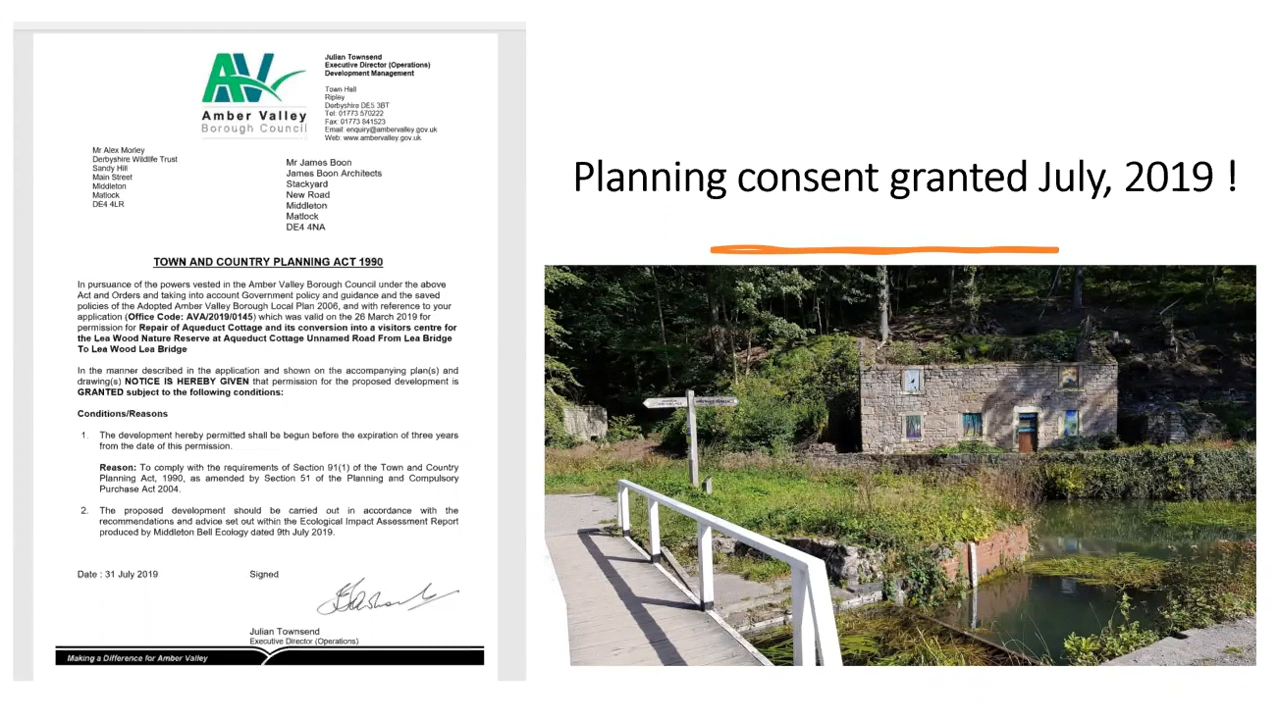 AV
Amber Valley
Borough Council
Julian Townsend
Executive Director (Operations)
Development Management
Town Hall
Ripley
Derbyshire DE5 3BT
Tel: 01773 570222
Fax: 01773 841523
Email: enquiry@ambervalley.gov.uk
Web: www.ambervalley.gov.uk
Mr Alex Morley
Derbyshire Wildlife Trust
Sandy Hill
Main Street
Middleton
Matlock
DE4 4LR
Mr James Boon
James Boon Architects
Stackyard
New Road
Middleton
Matlock
DE4 4NA
TOWN AND COUNTRY PLANNING ACT 1990
In pursuance of the powers vested in the Amber Valley Borough Council under the above
Act and Orders and taking into account Government policy and guidance and the saved
policies of the Adopted Amber Valley Borough Local Plan 2006, and with reference to your
application (Office Code: AVA/2019/0145) which was valid on the 26 March 2019 for
permission for Repair of Aqueduct Cottage and its conversion into a visitors centre for
the Lea Wood Nature Reserve at Aqueduct Cottage Unnamed Road From Lea Bridge
To Lea Wood Lea Bridge
In the manner described in the application and shown on the accompanying plan(s) and
drawing(s) NOTICE IS HEREBY GIVEN that permission for the proposed development is
GRANTED subject to the following conditions:
Conditions/Reasons
1. The development hereby permitted shall be begun before the expiration of three years
from the date of this permission.
Reason: To comply with the requirements of Section 91(1) of the Town and Country
Planning Act, 1990, as amended by Section 51 of the Planning and Compulsory
Purchase Act 2004.
2. The proposed development should be carried out in accordance with the
recommendations and advice set out within the Ecological Impact Assessment Report
produced by Middleton Bell Ecology dated 9th July 2019.
Date : 31 July 2019 Signed
Julian Townsend
Executive Director (Operations)
Making a Difference for Amber Valley
Planning consent granted July, 2019 !